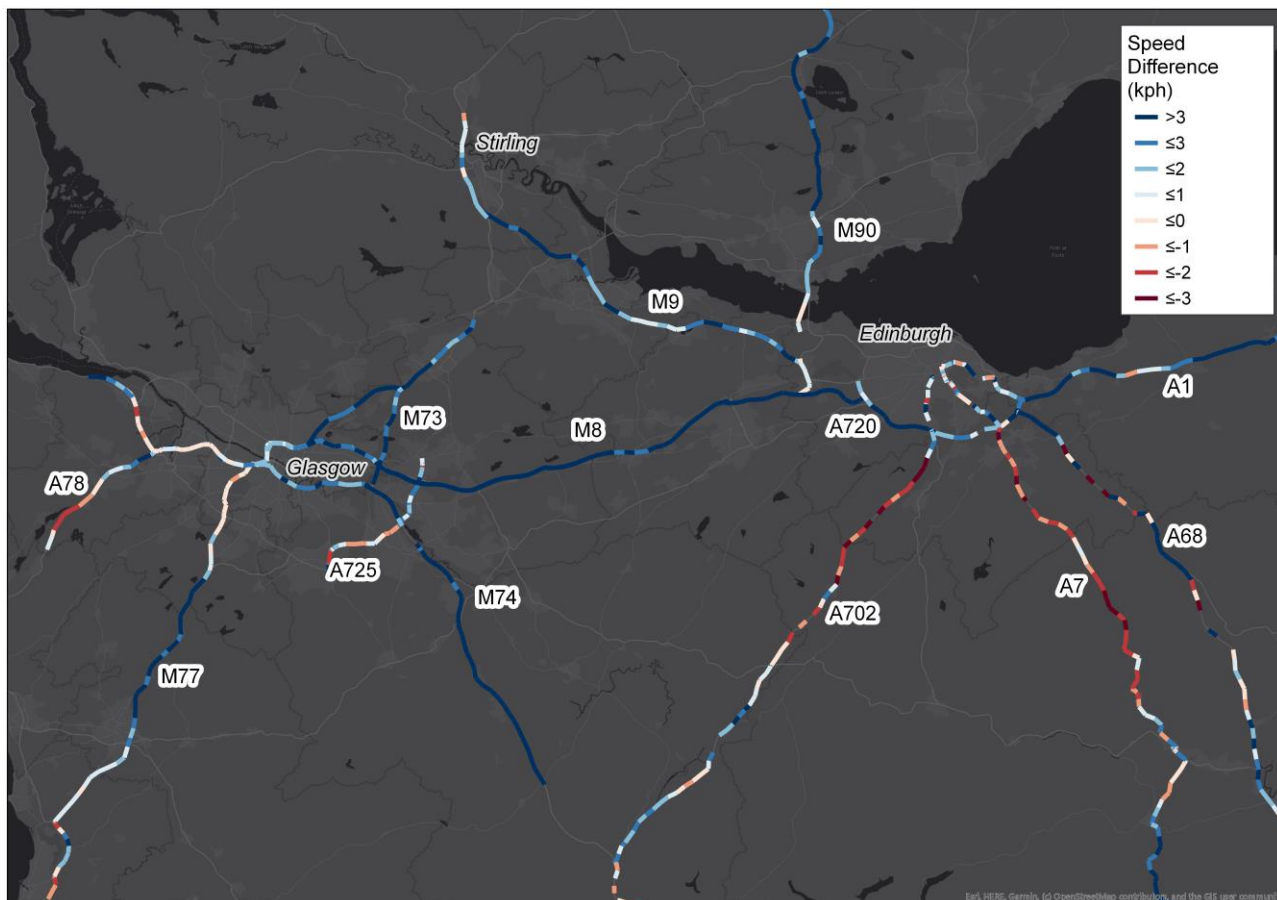 Speed
Difference
(kph)
>3
≤3
≤2
≤1
≤0
≤-1
≤-2
≤-3
Stirling
M90
M9
Edinburgh
A1
M73
M8
A720
Glasgow
A78
A725
A68
A7
M74
A702
M77
Esri, HERE, Garmin, (c) OpenStreetMap contributors, and the GIS user communit